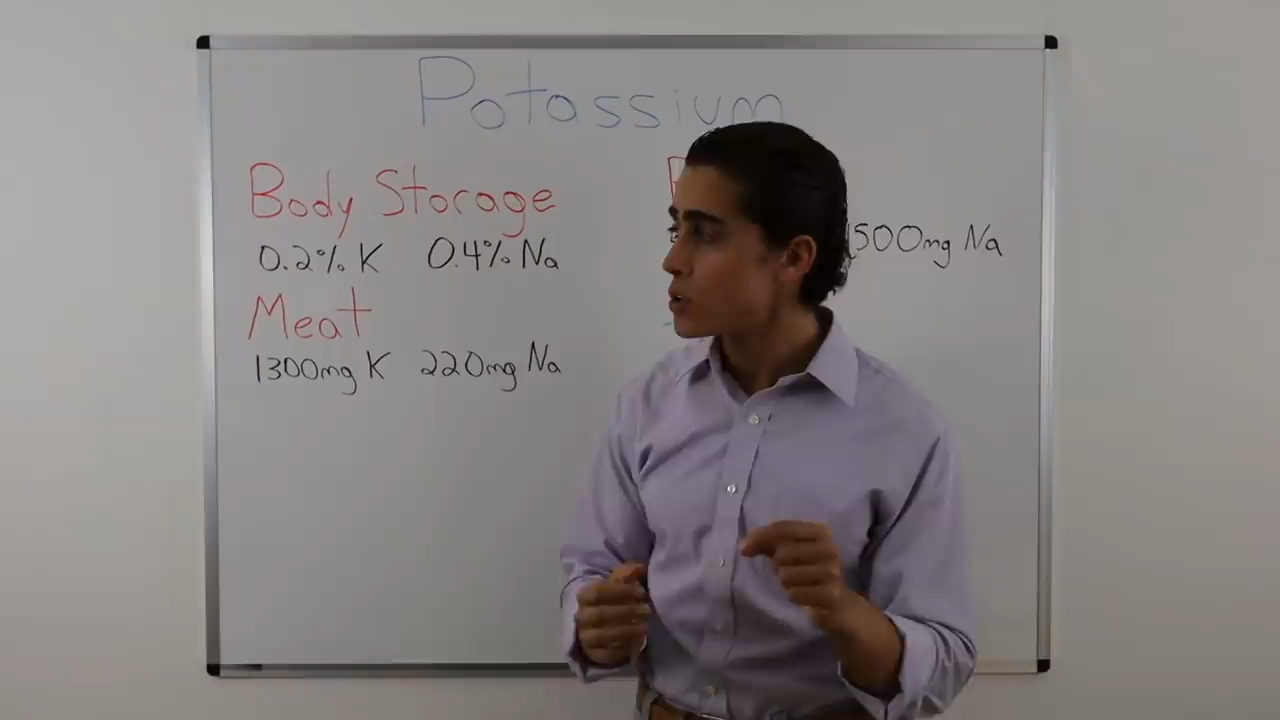 Potassium
Body Storage
0.2% K 0.4% Na
Meat
1300mg K 220mg Na
500mg Na